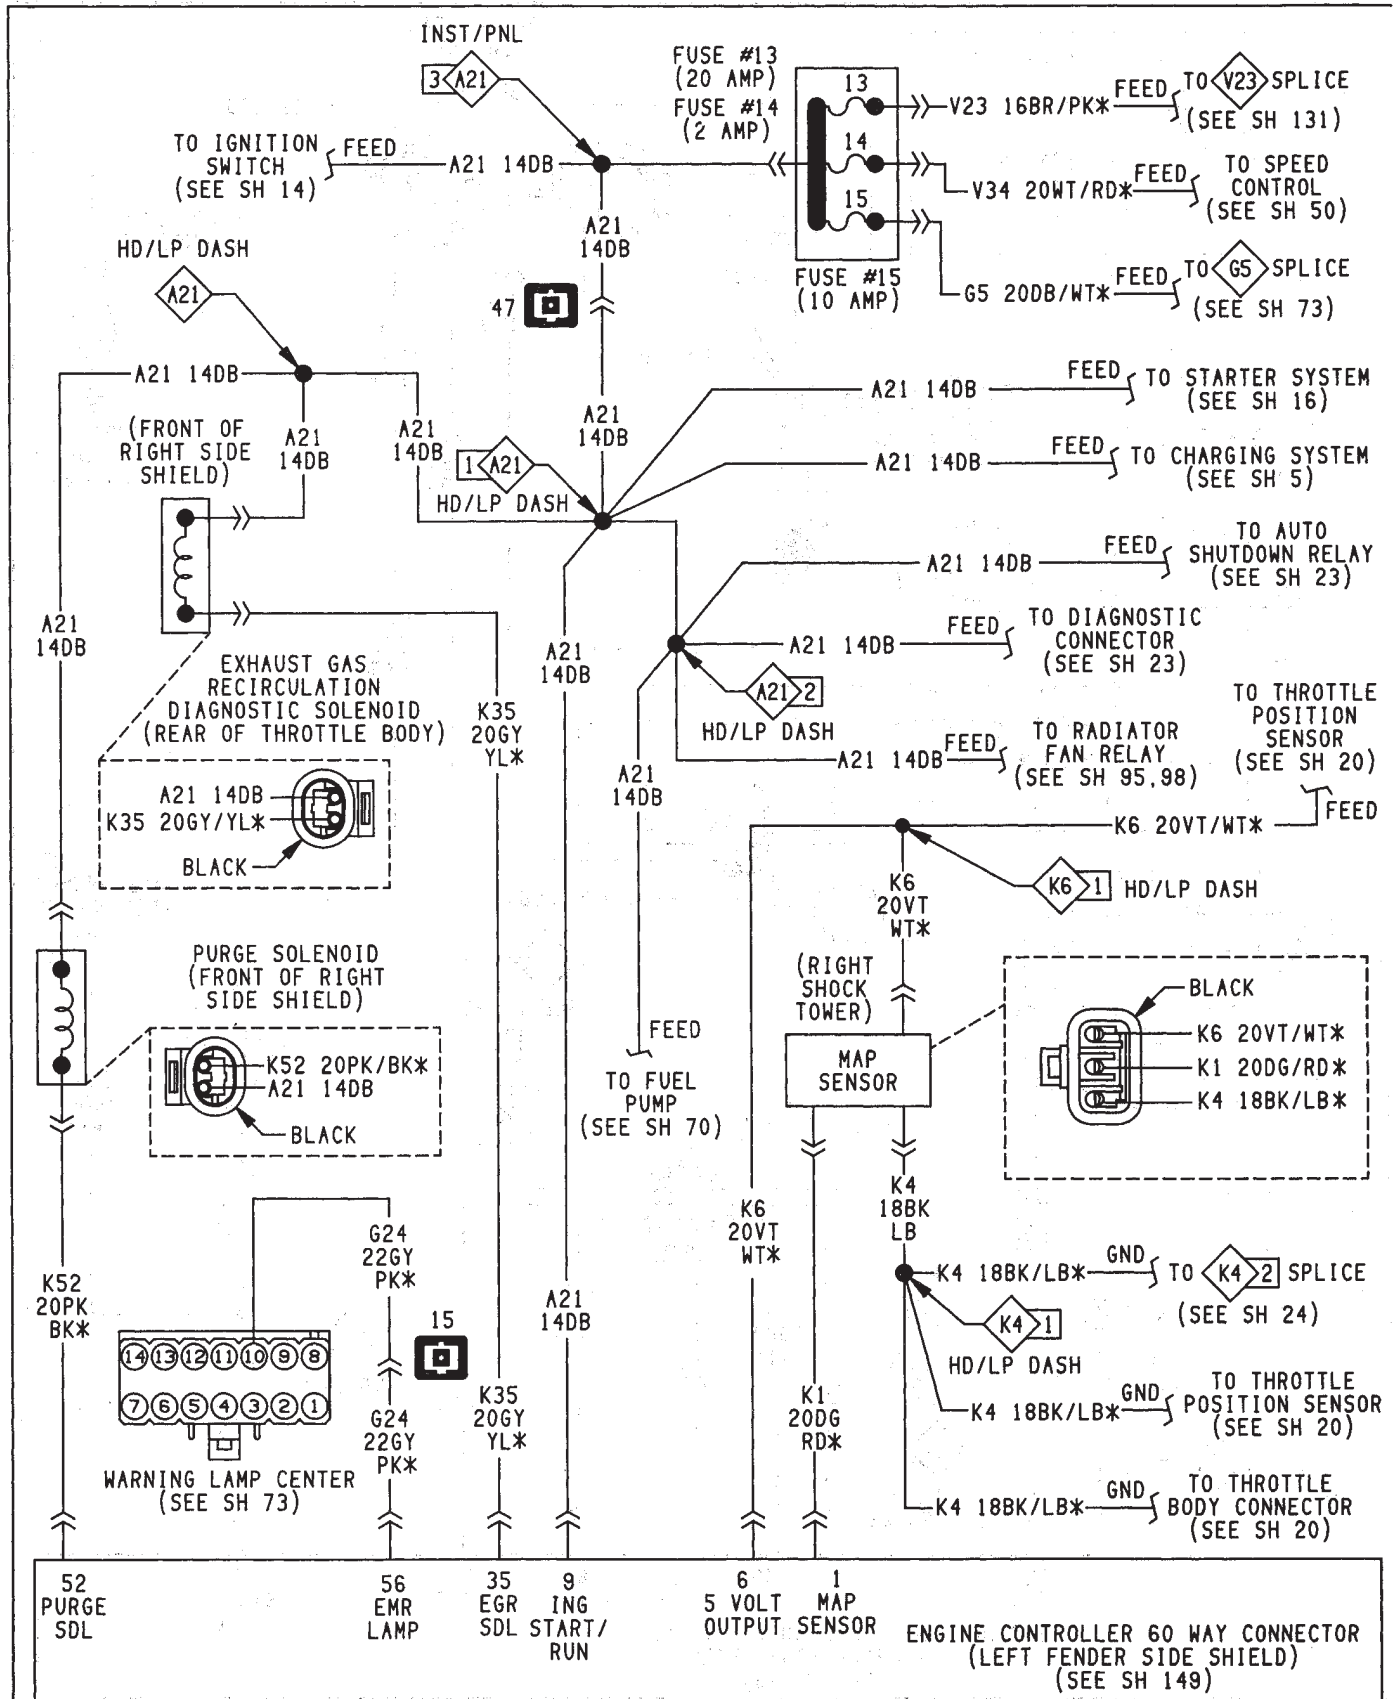 INST/PNL
3 A21
FUSE #13
(20 AMP)
FUSE #14
(2 AMP)
13
14
15
FUSE #15
(10 AMP)
V23 16BR/PK* FEED TO V23 SPLICE
(SEE SH 131)
V34 20WT/RD* FEED
TO SPEED
CONTROL
(SEE SH 50)
G5 20DB/WT* FEED TO G5 SPLICE
(SEE SH 73)
TO IGNITION
SWITCH
(SEE SH 14)
FEED
A21 14DB
A21
14DB
47
HD/LP DASH
A21
A21 14DB
(FRONT OF
RIGHT SIDE
SHIELD)
A21
14DB
A21
14DB
A21
14DB
1 A21
HD/LP DASH
A21 14DB FEED TO STARTER SYSTEM
(SEE SH 16)
A21 14DB FEED TO CHARGING SYSTEM
(SEE SH 5)
A21 14DB FEED
TO AUTO
SHUTDOWN RELAY
(SEE SH 23)
A21 14DB FEED
TO DIAGNOSTIC
CONNECTOR
(SEE SH 23)
A21 2
HD/LP DASH
A21 14DB FEED
TO RADIATOR
FAN RELAY
(SEE SH 95,98)
TO THROTTLE
POSITION
SENSOR
(SEE SH 20)
FEED
K6 20VT/WT*
K6 1 HD/LP DASH
A21
14DB
EXHAUST GAS
RECIRCULATION
DIAGNOSTIC SOLENOID
(REAR OF THROTTLE BODY)
A21 14DB
K35 20GY/YL*
BLACK
K35
20GY
YL*
A21
14DB
A21
14DB
FEED
TO FUEL
PUMP
(SEE SH 70)
K6
20VT
WT*
(RIGHT
SHOCK
TOWER)
MAP
SENSOR
BLACK
K6 20VT/WT*
K1 20DG/RD*
K4 18BK/LB*
PURGE SOLENOID
(FRONT OF RIGHT
SIDE SHIELD)
K52 20PK/BK*
A21 14DB
BLACK
K6
20VT
WT*
K4
18BK
LB
K4 18BK/LB* GND TO K4 2 SPLICE
(SEE SH 24)
K4 1
HD/LP DASH
K4 18BK/LB* GND
TO THROTTLE
POSITION SENSOR
(SEE SH 20)
K4 18BK/LB* GND
TO THROTTLE
BODY CONNECTOR
(SEE SH 20)
K1
20DG
RD*
K52
20PK
BK*
G24
22GY
PK*
15
G24
22GY
PK*
K35
20GY
YL*
A21
14DB
14 13 12 11 10 9 8
7 6 5 4 3 2 1
WARNING LAMP CENTER
(SEE SH 73)
52
PURGE
SDL
56
EMR
LAMP
35
EGR
SDL
9
ING
START/
RUN
6
5 VOLT
OUTPUT
1
MAP
SENSOR
ENGINE CONTROLLER 60 WAY CONNECTOR
(LEFT FENDER SIDE SHIELD)
(SEE SH 149)